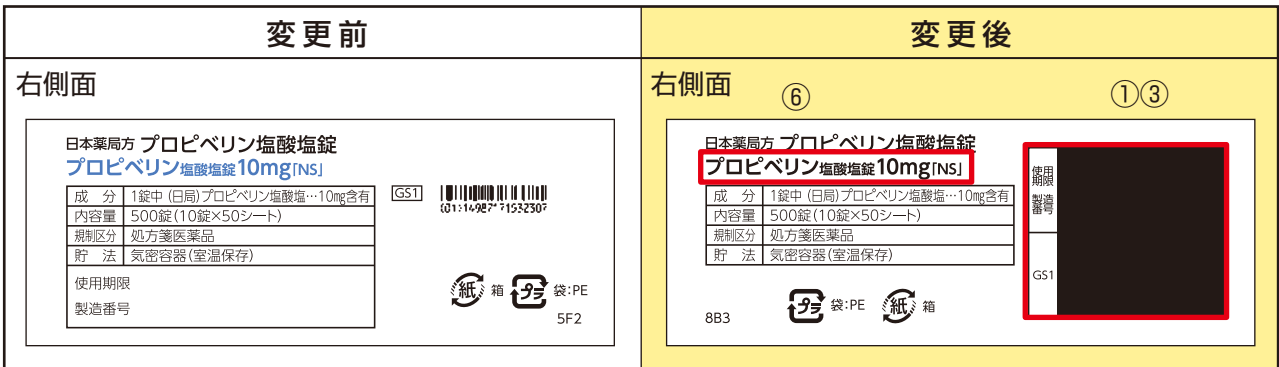 変更前
右側面
日本薬局方 プロピベリン塩酸塩錠
プロピベリン塩酸塩錠10mg「NS」
成 分 1錠中 (日局)プロピベリン塩酸塩…10mg含有
内容量 500錠(10錠×50シート)
規制区分 処方箋医薬品
貯 法 気密容器(室温保存)
使用期限
製造番号
GS1
紙 箱 プラ 袋:PE
5F2
変更後
右側面
⑥
①③
日本薬局方 プロピベリン塩酸塩錠
プロピベリン塩酸塩錠10mg「NS」
成 分 1錠中 (日局)プロピベリン塩酸塩…10mg含有
内容量 500錠(10錠×50シート)
規制区分 処方箋医薬品
貯 法 気密容器(室温保存)
使用期限
製造番号
GS1
8B3
プラ 袋:PE 紙 箱